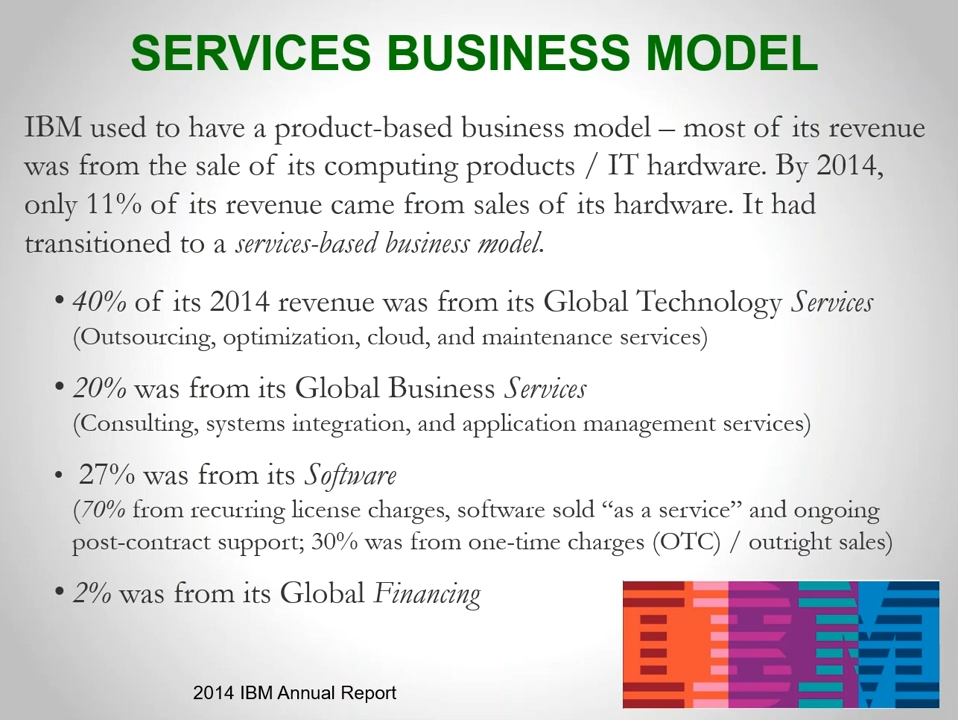 SERVICES BUSINESS MODEL
IBM used to have a product-based business model – most of its revenue
was from the sale of its computing products / IT hardware. By 2014,
only 11% of its revenue came from sales of its hardware. It had
transitioned to a services-based business model.
• 40% of its 2014 revenue was from its Global Technology Services
(Outsourcing, optimization, cloud, and maintenance services)
• 20% was from its Global Business Services
(Consulting, systems integration, and application management services)
• 27% was from its Software
(70% from recurring license charges, software sold “as a service” and ongoing
post-contract support; 30% was from one-time charges (OTC) / outright sales)
• 2% was from its Global Financing
IBM
2014 IBM Annual Report